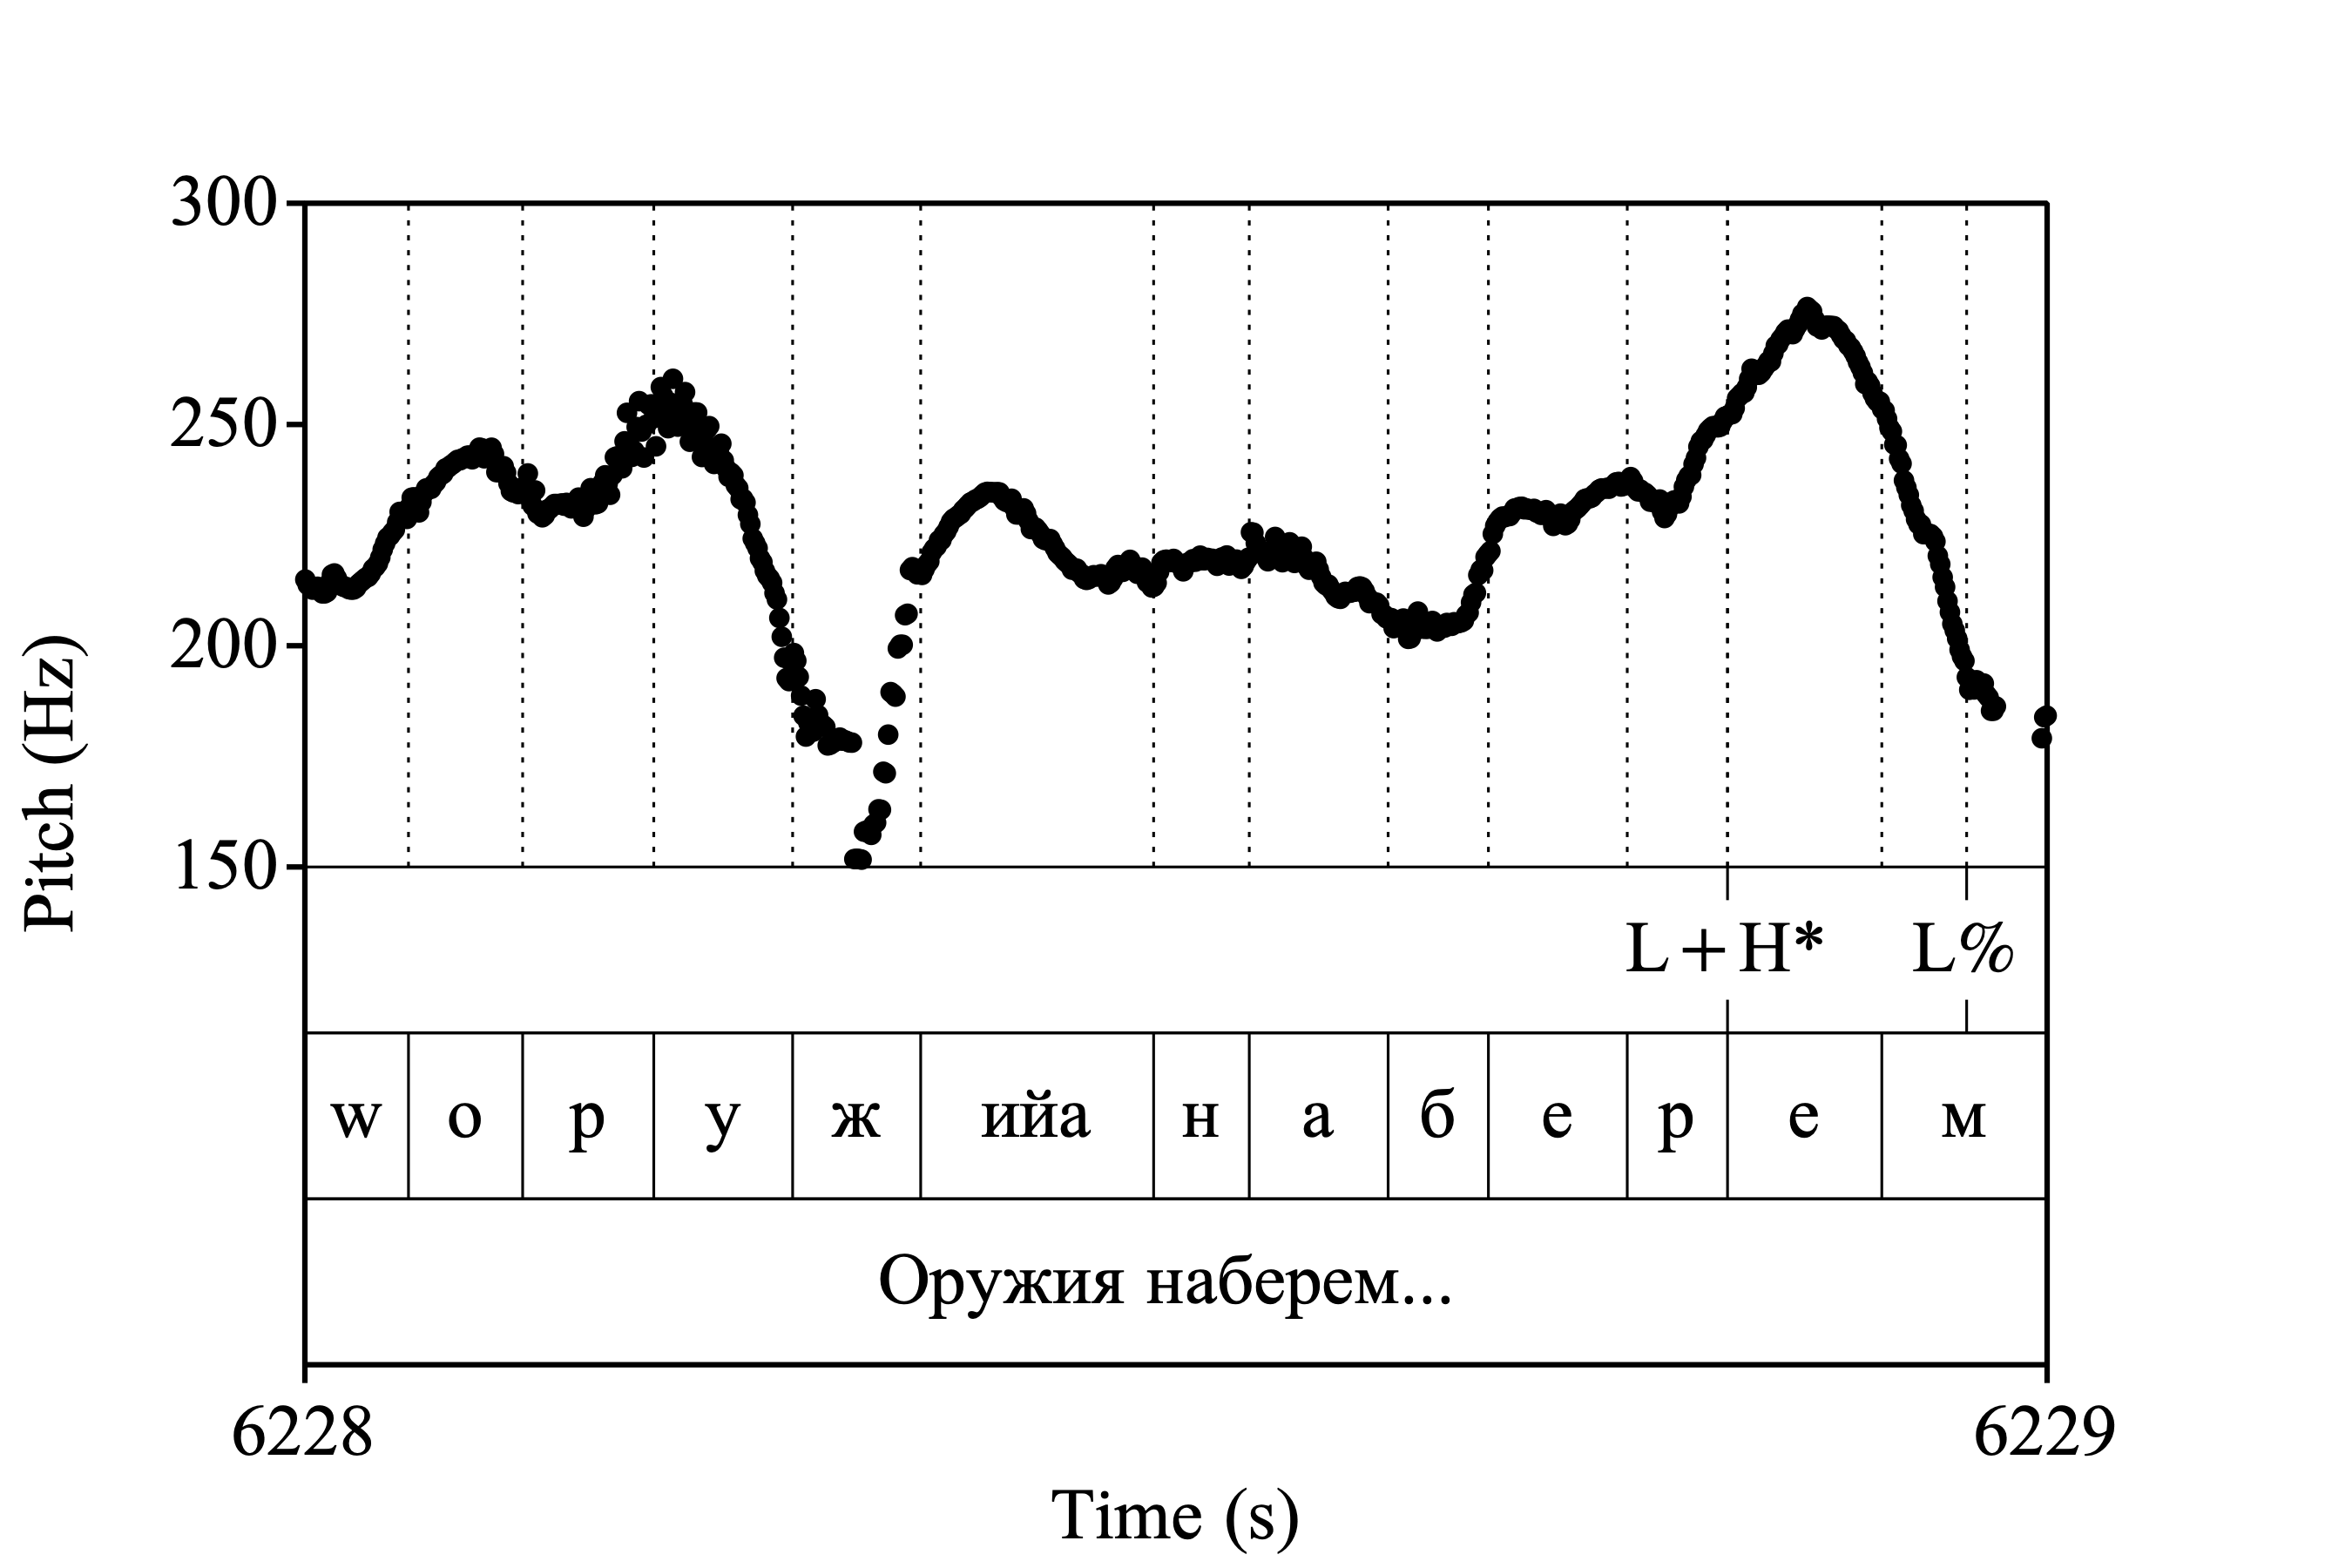 300
250
200
150
Pitch (Hz)
L+H* L%
w о р у ж ийа н а б е р е м
Оружия наберем...
6228 6229
Time (s)